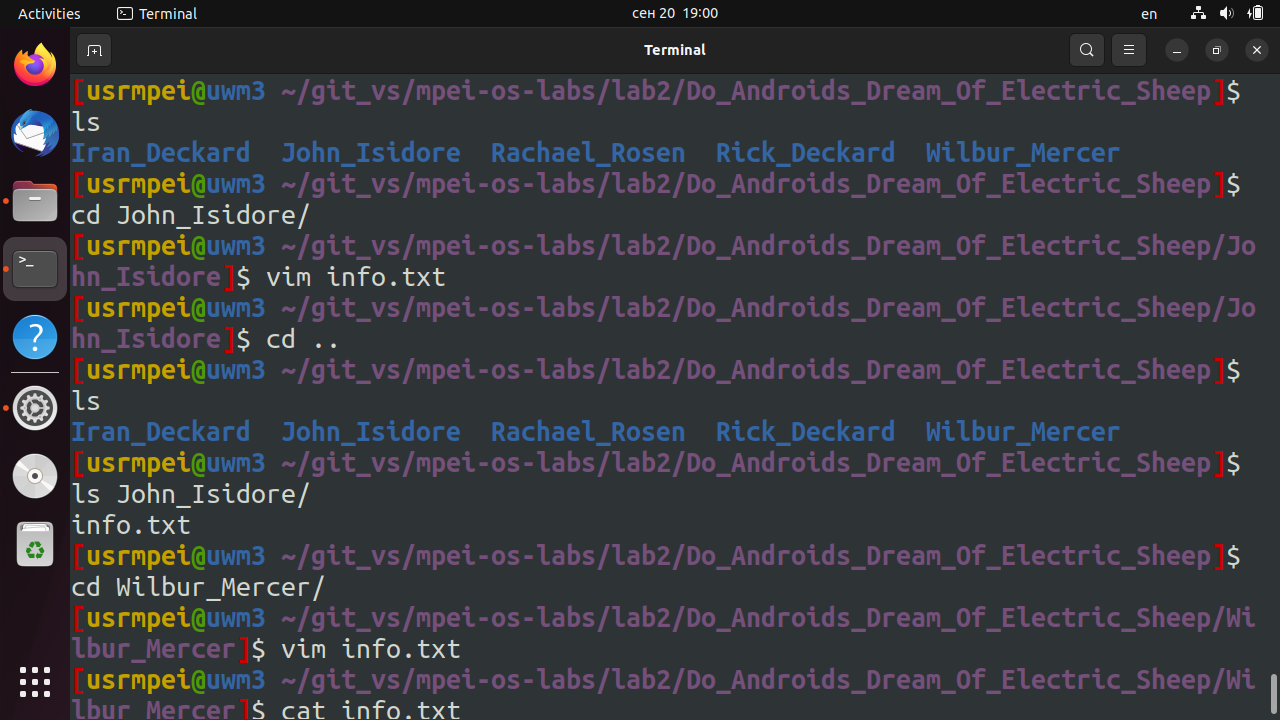 Activities Terminal сен 20 19:00 en
Terminal
[usrmpei@uwm3 ~/git_vs/mpei-os-labs/lab2/Do_Androids_Dream_Of_Electric_Sheep]$
ls
Iran_Deckard John_Isidore Rachael_Rosen Rick_Deckard Wilbur_Mercer
[usrmpei@uwm3 ~/git_vs/mpei-os-labs/lab2/Do_Androids_Dream_Of_Electric_Sheep]$
cd John_Isidore/
[usrmpei@uwm3 ~/git_vs/mpei-os-labs/lab2/Do_Androids_Dream_Of_Electric_Sheep/Jo
hn_Isidore]$ vim info.txt
[usrmpei@uwm3 ~/git_vs/mpei-os-labs/lab2/Do_Androids_Dream_Of_Electric_Sheep/Jo
hn_Isidore]$ cd ..
[usrmpei@uwm3 ~/git_vs/mpei-os-labs/lab2/Do_Androids_Dream_Of_Electric_Sheep]$
ls
Iran_Deckard John_Isidore Rachael_Rosen Rick_Deckard Wilbur_Mercer
[usrmpei@uwm3 ~/git_vs/mpei-os-labs/lab2/Do_Androids_Dream_Of_Electric_Sheep]$
ls John_Isidore/
info.txt
[usrmpei@uwm3 ~/git_vs/mpei-os-labs/lab2/Do_Androids_Dream_Of_Electric_Sheep]$
cd Wilbur_Mercer/
[usrmpei@uwm3 ~/git_vs/mpei-os-labs/lab2/Do_Androids_Dream_Of_Electric_Sheep/Wi
lbur_Mercer]$ vim info.txt
[usrmpei@uwm3 ~/git_vs/mpei-os-labs/lab2/Do_Androids_Dream_Of_Electric_Sheep/Wi
lbur_Mercer]$ cat info.txt